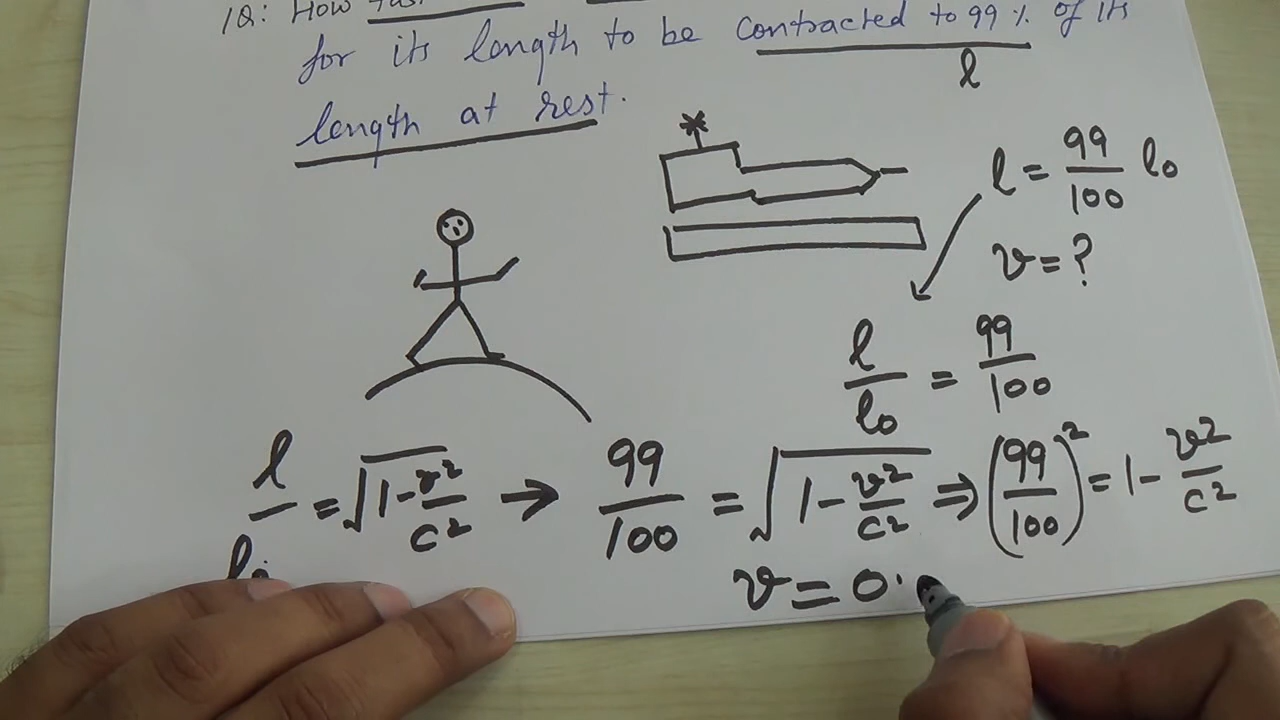 1Q: How
for its length to be contracted to 99% of its
length at rest.
l
l = 99/100 l₀
v = ?
l/l₀ = 99/100
l/l₀ = √(1-v²/c²) → 99/100 = √(1-v²/c²) ⇒ (99/100)² = 1-v²/c²
v = 0.